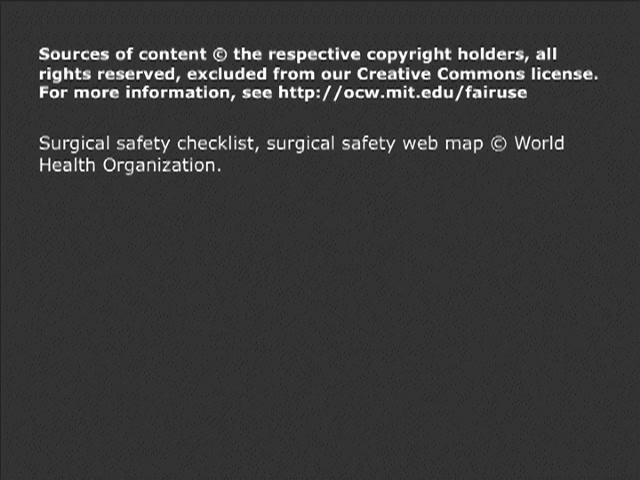 Sources of content © the respective copyright holders, all
rights reserved, excluded from our Creative Commons license.
For more information, see http://ocw.mit.edu/fairuse
Surgical safety checklist, surgical safety web map © World
Health Organization.